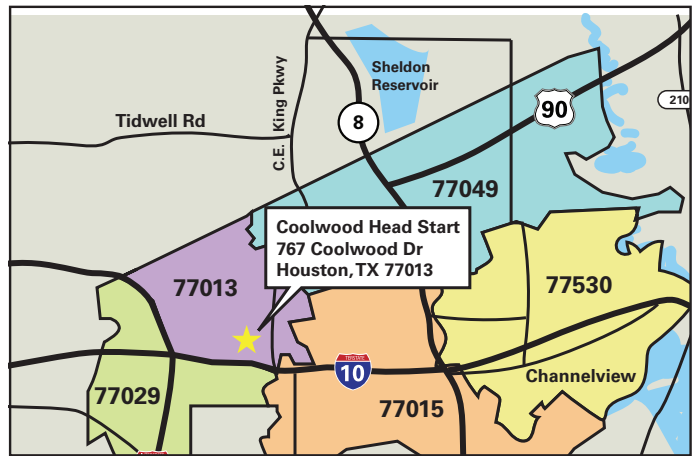 Sheldon
Reservoir
90
210
8
Tidwell Rd
C.E. King Pkwy
77049
Coolwood Head Start
767 Coolwood Dr
Houston, TX 77013
77013
77530
10
Channelview
77029
77015